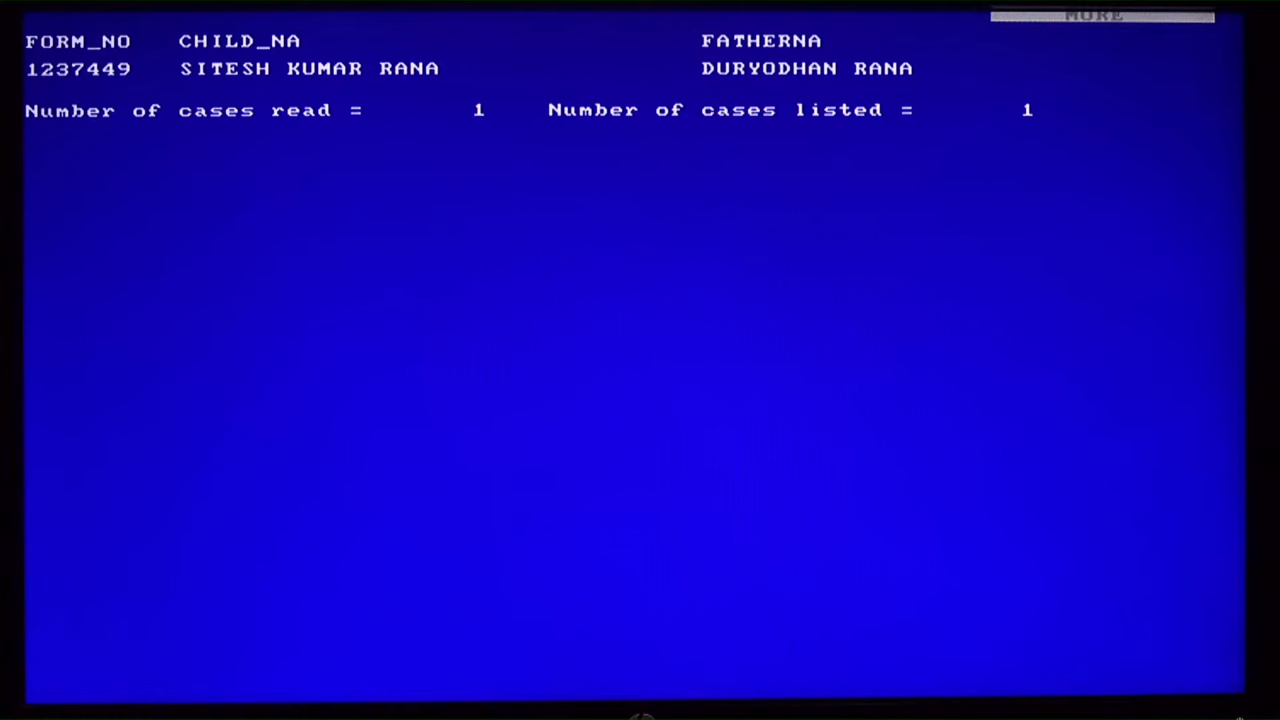 MORE
FORM_NO CHILD_NA FATHERNA
1237449 SITESH KUMAR RANA DURYODHAN RANA
Number of cases read = 1 Number of cases listed = 1